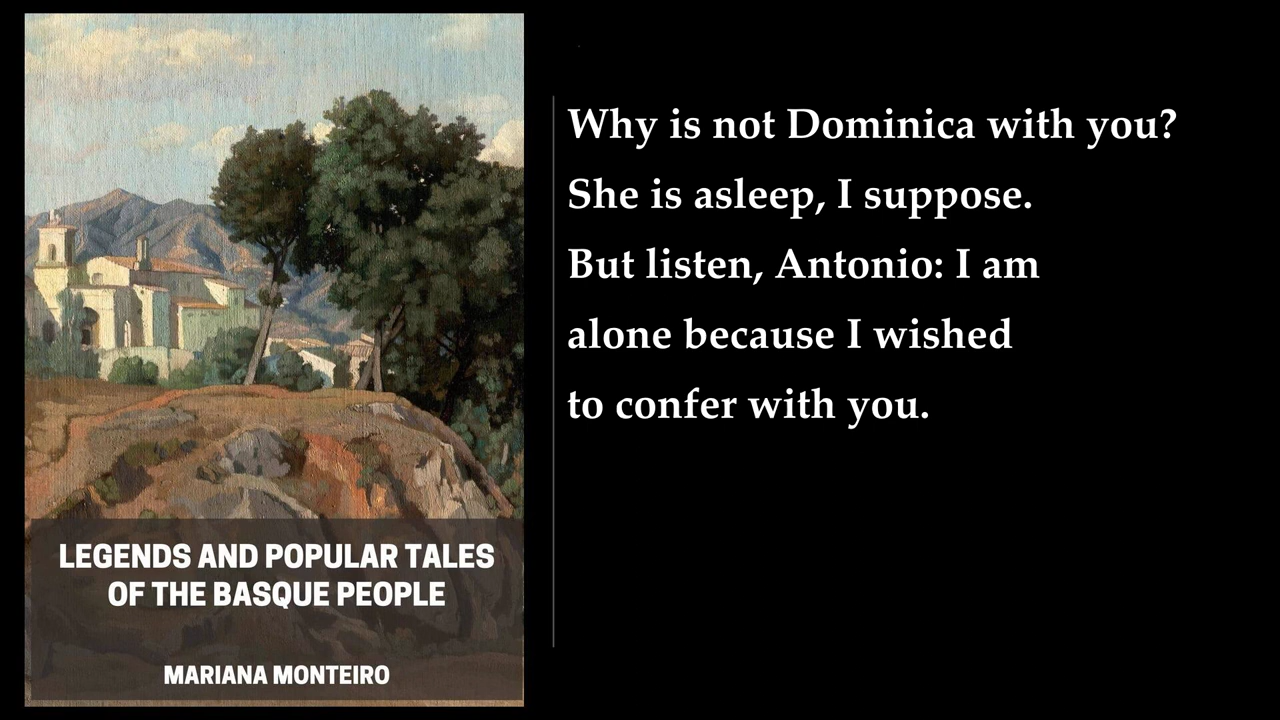 LEGENDS AND POPULAR TALES
OF THE BASQUE PEOPLE
MARIANA MONTEIRO
Why is not Dominica with you?
She is asleep, I suppose.
But listen, Antonio: I am
alone because I wished
to confer with you.